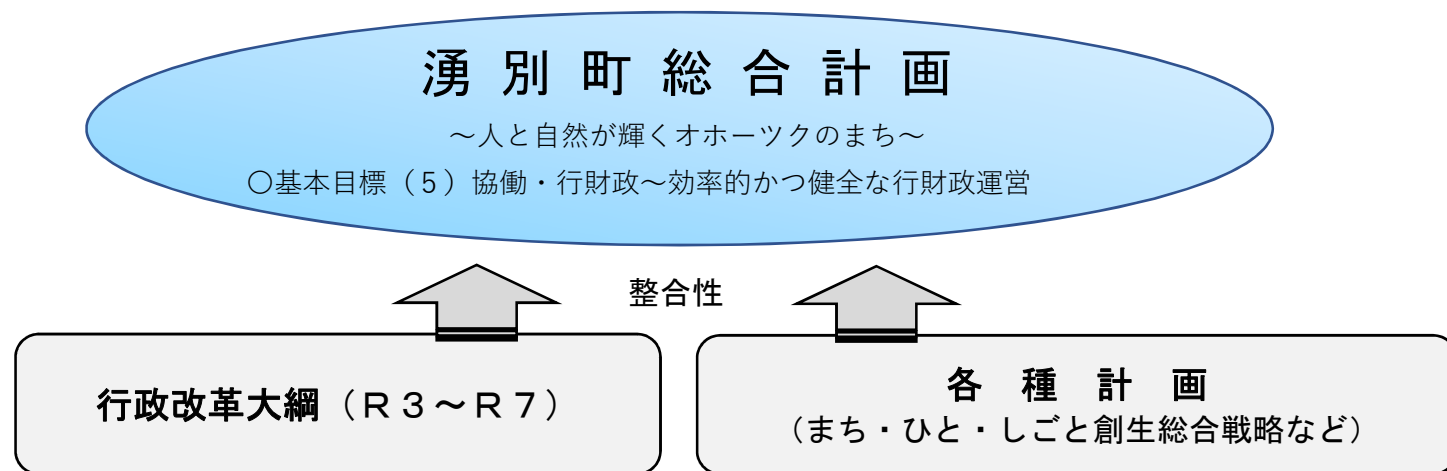 湧別町総合計画
～人と自然が輝くオホーツクのまち～
○基本目標（５）協働・行財政～効率的かつ健全な行財政運営
整合性
行政改革大綱（Ｒ３～Ｒ７）
各種計画
（まち・ひと・しごと創生総合戦略など）